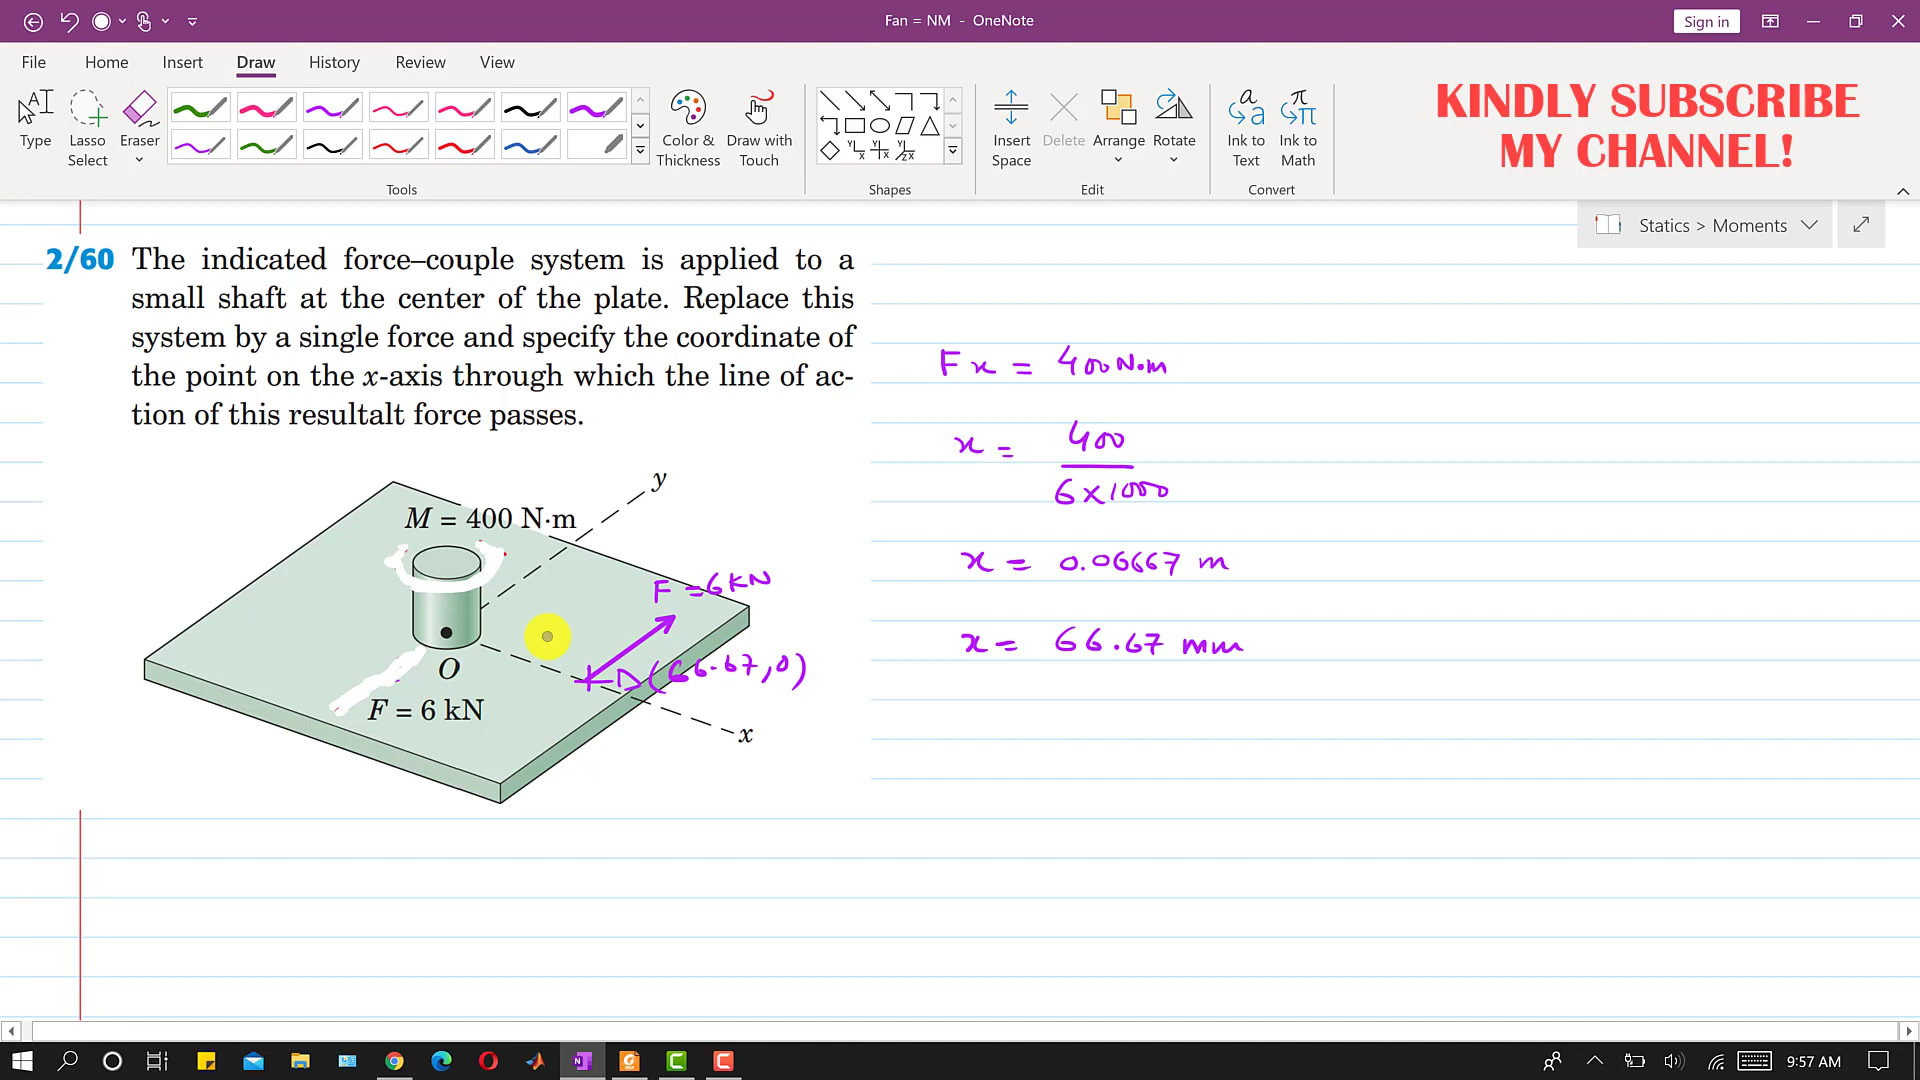 Fan = NM - OneNote
Sign in
File Home Insert Draw History Review View
Type
Lasso Select
Eraser
Color & Thickness
Draw with Touch
Insert Space
Delete
Arrange
Rotate
Ink to Text
Ink to Math
Tools
Shapes
Edit
Convert
KINDLY SUBSCRIBE
MY CHANNEL!
Statics > Moments
2/60 The indicated force–couple system is applied to a
small shaft at the center of the plate. Replace this
system by a single force and specify the coordinate of
the point on the x-axis through which the line of ac-
tion of this resultalt force passes.
y
M = 400 N·m
F = 6 KN
O
D(66.67,0)
F = 6 kN
x
Fx = 400 N.m
x = 400
6×1000
x = 0.06667 m
x = 66.67 mm
9:57 AM